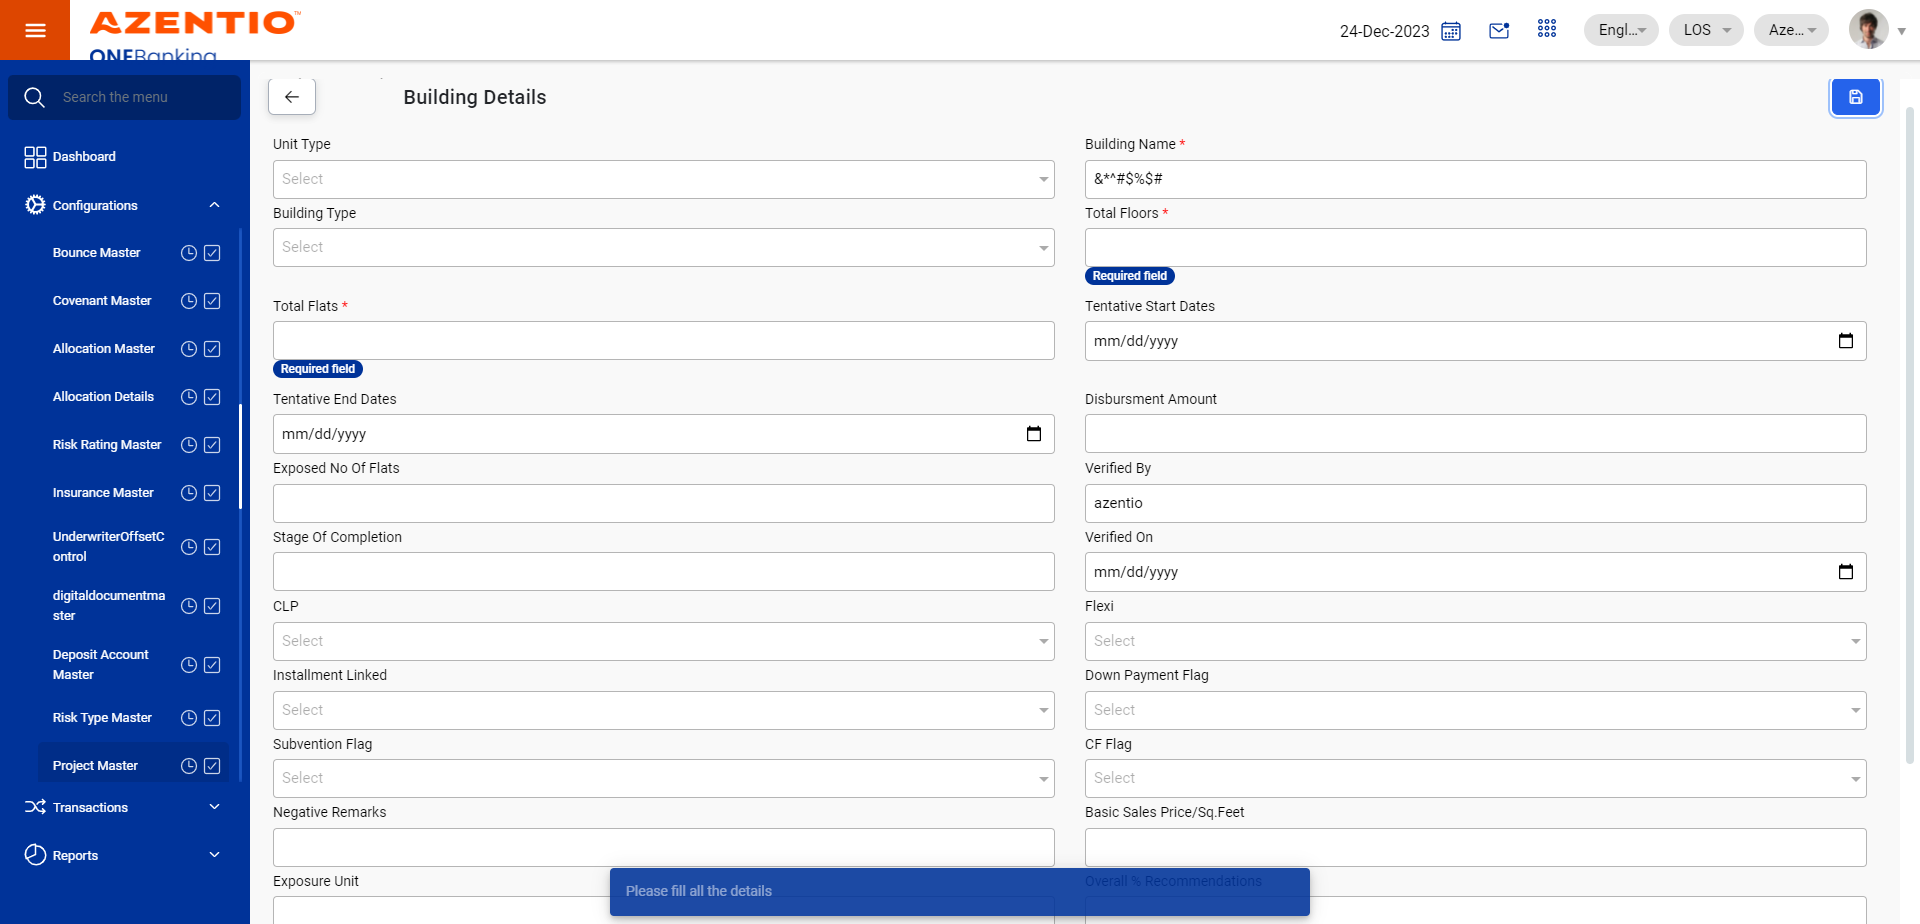 AZENTIO™
ONEBanking
24-Dec-2023
Engl...
LOS
Aze...
Search the menu
Dashboard
Configurations
Bounce Master
Covenant Master
Allocation Master
Allocation Details
Risk Rating Master
Insurance Master
UnderwriterOffsetC
ontrol
digitaldocumentma
ster
Deposit Account
Master
Risk Type Master
Project Master
Transactions
Reports
Building Details
Unit Type
Select
Building Name *
&*^#$%$#
Building Type
Select
Total Floors *
Required field
Total Flats *
Required field
Tentative Start Dates
mm/dd/yyyy
Tentative End Dates
mm/dd/yyyy
Disbursment Amount
Exposed No Of Flats
Verified By
azentio
Stage Of Completion
Verified On
mm/dd/yyyy
CLP
Select
Flexi
Select
Installment Linked
Select
Down Payment Flag
Select
Subvention Flag
Select
CF Flag
Select
Negative Remarks
Basic Sales Price/Sq.Feet
Exposure Unit
Overall % Recommendations
Please fill all the details